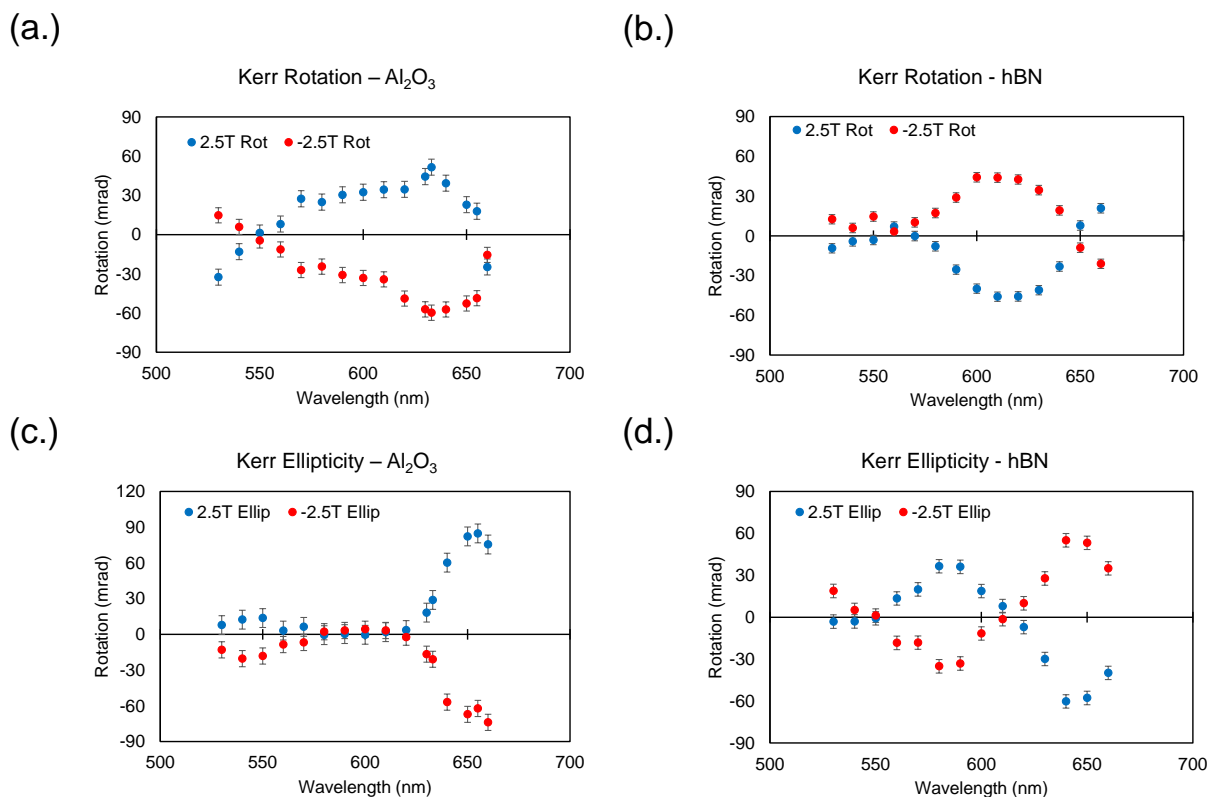 (a.)
Kerr Rotation – Al₂O₃
2.5T Rot -2.5T Rot
Rotation (mrad)
90
60
30
0
-30
-60
-90
500 550 600 650 700
Wavelength (nm)
(b.)
Kerr Rotation - hBN
2.5T Rot -2.5T Rot
Rotation (mrad)
90
60
30
0
-30
-60
-90
500 550 600 650 700
Wavelength (nm)
(c.)
Kerr Ellipticity – Al₂O₃
2.5T Ellip -2.5T Ellip
Rotation (mrad)
120
90
60
30
0
-30
-60
-90
500 550 600 650 700
Wavelength (nm)
(d.)
Kerr Ellipticity - hBN
2.5T Ellip -2.5T Ellip
Rotation (mrad)
90
60
30
0
-30
-60
-90
500 550 600 650 700
Wavelength (nm)